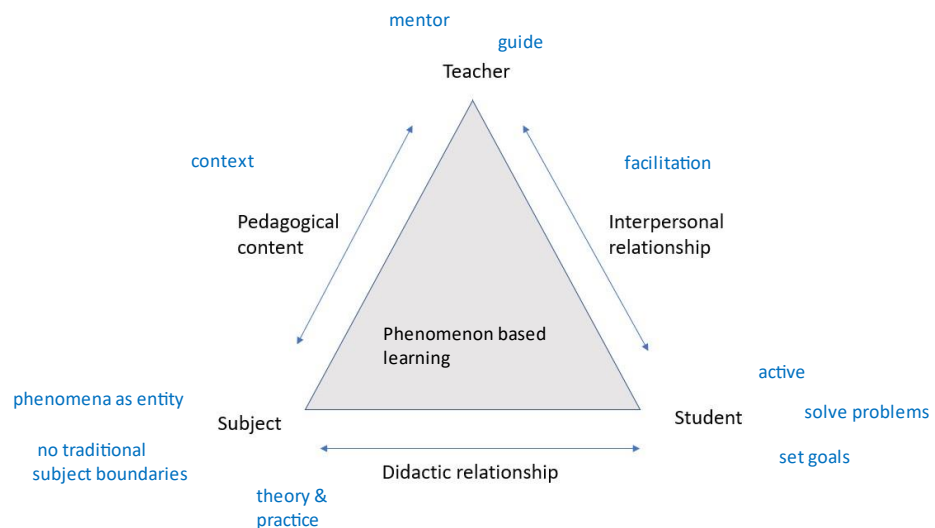 mentor
guide
Teacher
context
facilitation
Pedagogical
content
Interpersonal
relationship
Phenomenon based
learning
active
phenomena as entity
solve problems
Subject
Student
no traditional
subject boundaries
set goals
Didactic relationship
theory &
practice